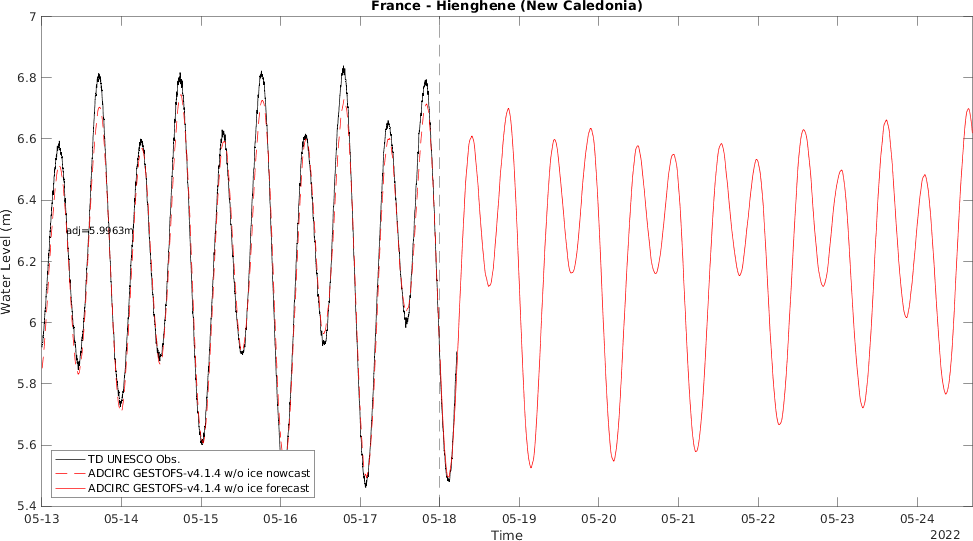 France - Hienghene (New Caledonia)
7
6.8
6.6
6.4
6.2
6
5.8
5.6
5.4
Water Level (m)
adj=5.9963m
TD UNESCO Obs.
ADCIRC GESTOFS-v4.1.4 w/o ice nowcast
ADCIRC GESTOFS-v4.1.4 w/o ice forecast
05-13 05-14 05-15 05-16 05-17 05-18 05-19 05-20 05-21 05-22 05-23 05-24
2022
Time